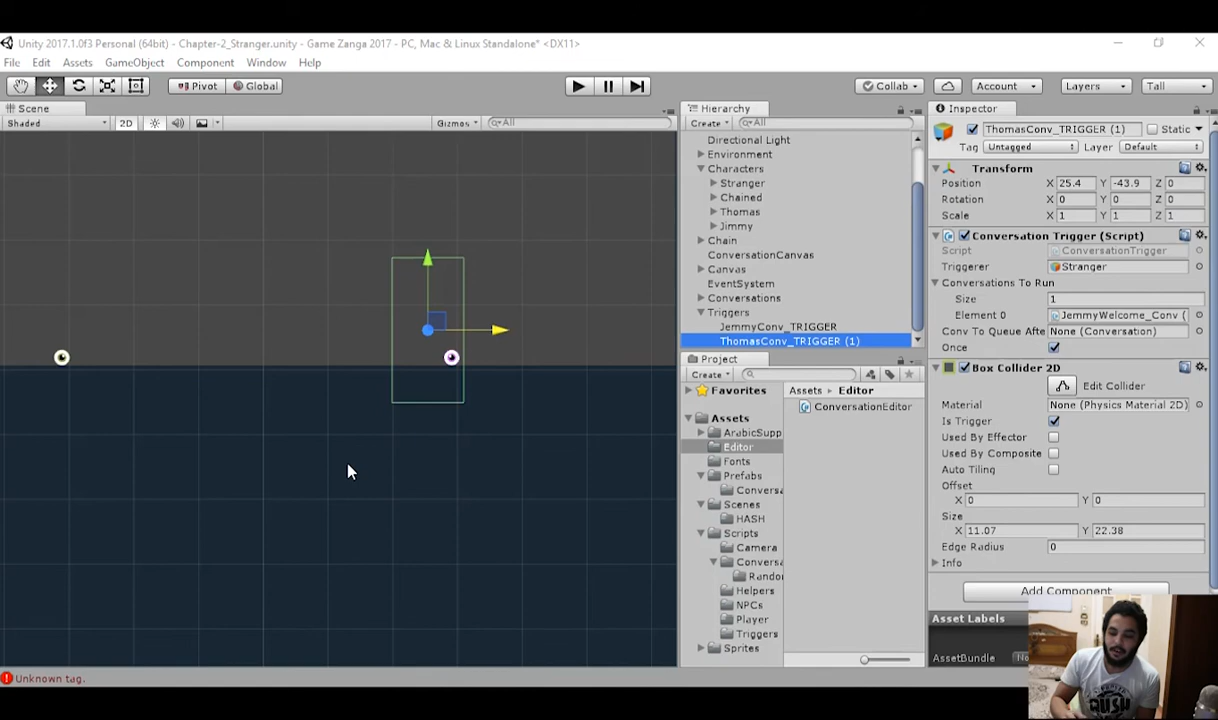 Unity 2017.1.0f3 Personal (64bit) - Chapter-2_Stranger.unity - Game Zanga 2017 - PC, Mac & Linux Standalone* <DX11>
File Edit Assets GameObject Component Window Help
Pivot Global Collab Account Layers Tall
Scene
Shaded 2D Gizmos All
Hierarchy
Create All
Directional Light
Environment
Characters
Stranger
Chained
Thomas
Jimmy
Chain
ConversationCanvas
Canvas
EventSystem
Conversations
Triggers
JemmyConv_TRIGGER
ThomasConv_TRIGGER (1)
Project
Create
Favorites
Assets
ArabicSupp
Editor
Fonts
Prefabs
Conversa
Scenes
HASH
Scripts
Camera
Conversa
Rando
Helpers
NPCs
Player
Triggers
Sprites
Assets Editor
ConversationEditor
Inspector
ThomasConv_TRIGGER (1) Static
Tag Untagged Layer Default
Transform
Position X 25.4 Y -43.9 Z 0
Rotation X 0 Y 0 Z 0
Scale X 1 Y 1 Z 1
Conversation Trigger (Script)
Script ConversationTrigger
Triggerer Stranger
Conversations To Run
Size 1
Element 0 JemmyWelcome_Conv (
Conv To Queue Afte None (Conversation)
Once
Box Collider 2D
Edit Collider
Material None (Physics Material 2D)
Is Trigger
Used By Effector
Used By Composite
Auto Tiling
Offset
X 0 Y 0
Size
X 11.07 Y 22.38
Edge Radius 0
Info
Add Component
Asset Labels
AssetBundle No
Unknown tag.